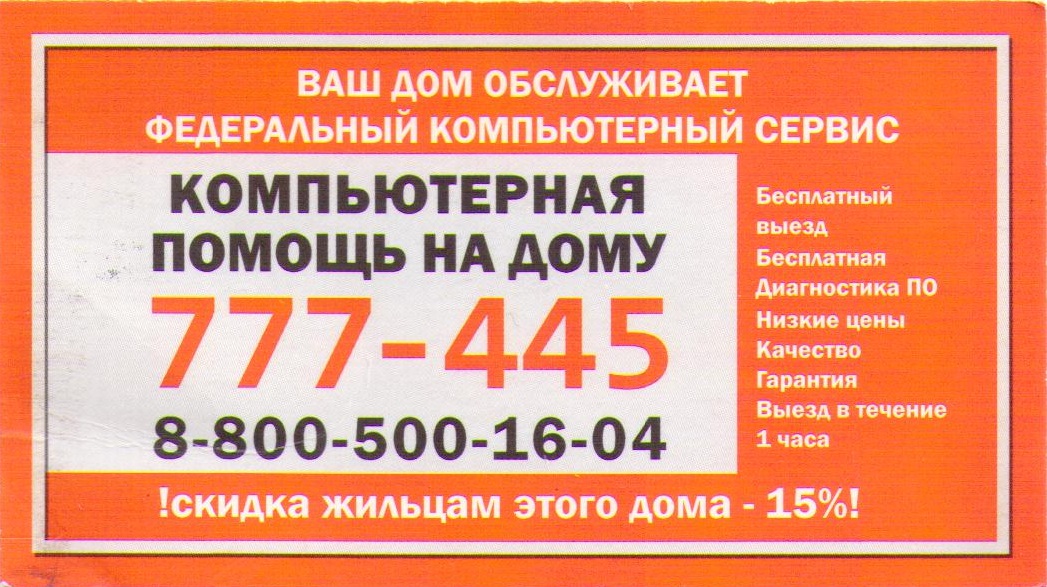 ВАШ ДОМ ОБСЛУЖИВАЕТ
ФЕДЕРАЛЬНЫЙ КОМПЬЮТЕРНЫЙ СЕРВИС
КОМПЬЮТЕРНАЯ
ПОМОЩЬ НА ДОМУ
777-445
8-800-500-16-04
Бесплатный
выезд
Бесплатная
Диагностика ПО
Низкие цены
Качество
Гарантия
Выезд в течение
1 часа
!скидка жильцам этого дома - 15%!